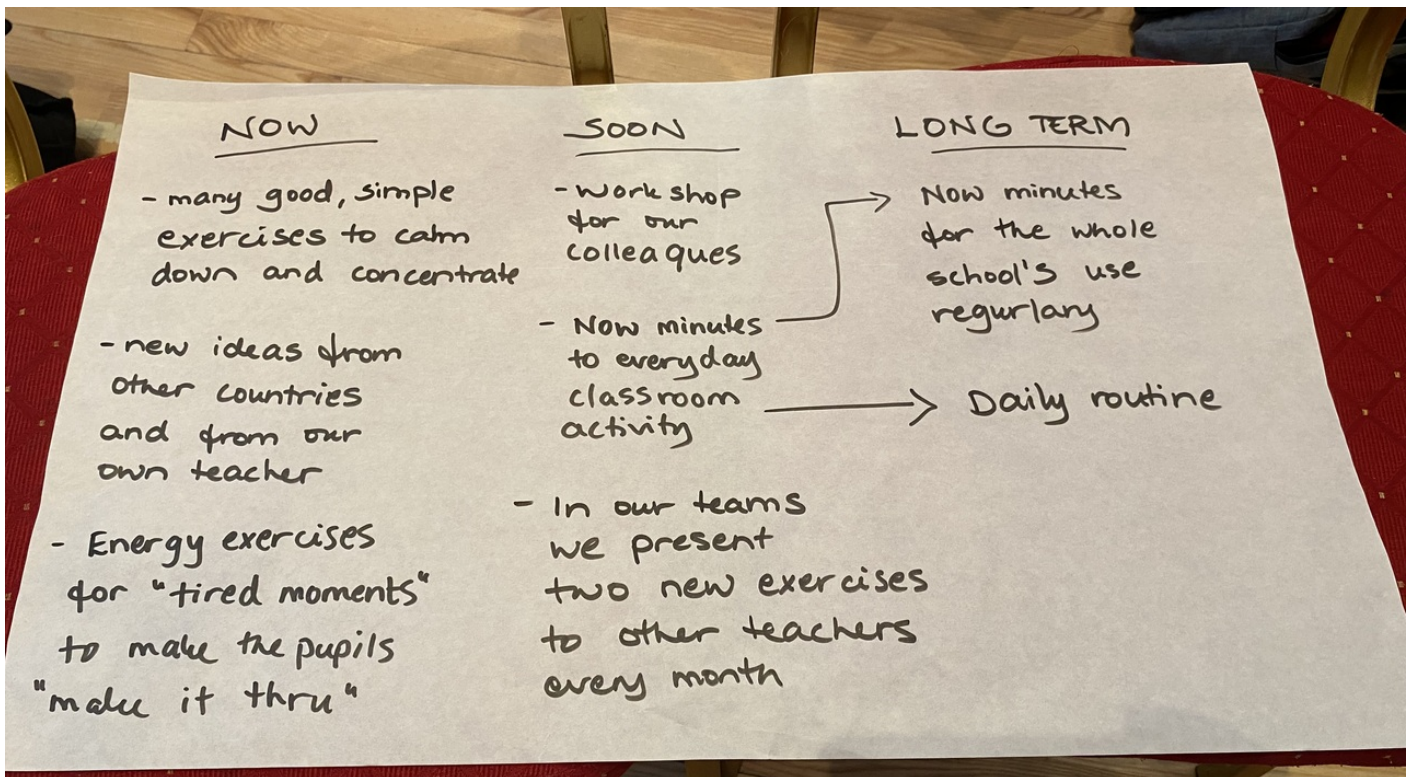 NOW
- many good, simple
exercises to calm
down and concentrate
- new ideas from
other countries
and from our
own teacher
- Energy exercises
for "tired moments"
to make the pupils
"make it thru"
SOON
- work shop
for our
colleaques
- Now minutes
to everyday
classroom
activity
- In our teams
we present
two new exercises
to other teachers
every month
LONG TERM
Now minutes
for the whole
school's use
regurlary
Daily routine